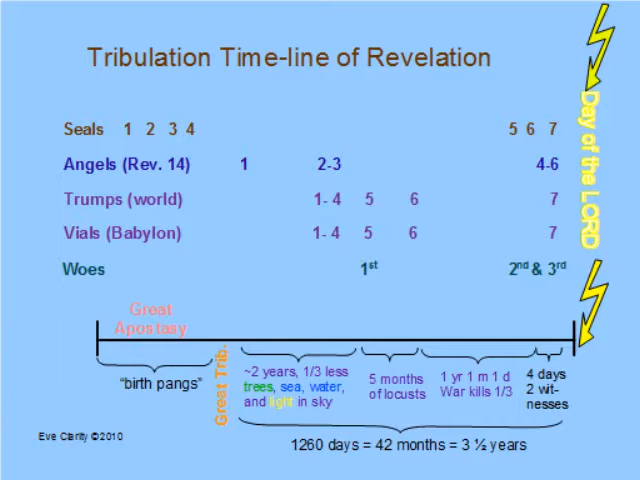 Tribulation Time-line of Revelation
Day of the LORD
Seals 1 2 3 4 5 6 7
Angels (Rev. 14) 1 2-3 4-6
Trumps (world) 1- 4 5 6 7
Vials (Babylon) 1- 4 5 6 7
Woes 1st 2nd & 3rd
Great
Apostasy
"birth pangs"
Great Trib.
~2 years, 1/3 less
trees, sea, water,
and light in sky
5 months
of locusts
1 yr 1 m 1 d
War kills 1/3
4 days
2 wit-
nesses
Eve Clarity ©2010
1260 days = 42 months = 3 ½ years